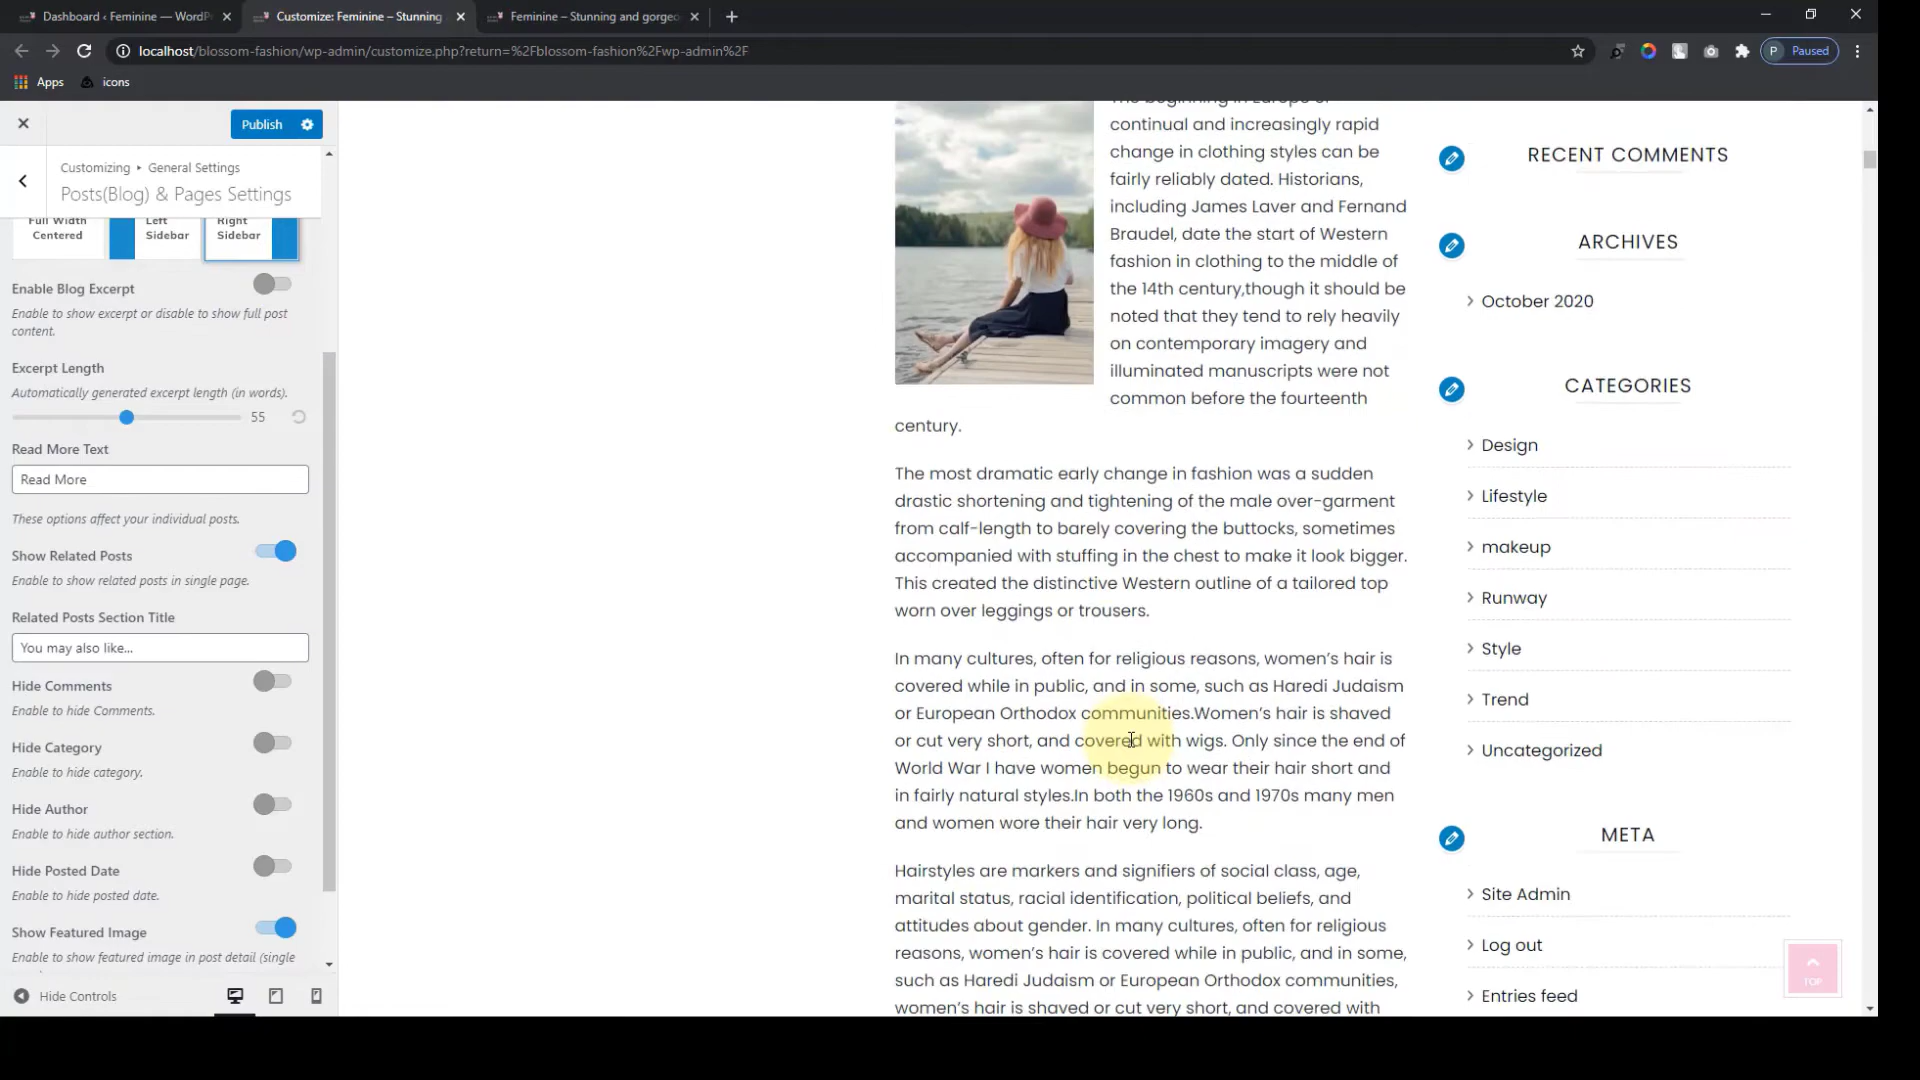 Dashboard ‹ Feminine — WordP
Customize: Feminine – Stunning
Feminine – Stunning and gorgeo
localhost/blossom-fashion/wp-admin/customize.php?return=%2Fblossom-fashion%2Fwp-admin%2F
P Paused
Apps
icons
Publish
Customizing ▸ General Settings
Posts(Blog) & Pages Settings
Full Width
Centered
Left
Sidebar
Right
Sidebar
Enable Blog Excerpt
Enable to show excerpt or disable to show full post
content.
Excerpt Length
Automatically generated excerpt length (in words).
55
Read More Text
Read More
These options affect your individual posts.
Show Related Posts
Enable to show related posts in single page.
Related Posts Section Title
You may also like...
Hide Comments
Enable to hide Comments.
Hide Category
Enable to hide category.
Hide Author
Enable to hide author section.
Hide Posted Date
Enable to hide posted date.
Show Featured Image
Enable to show featured image in post detail (single
Hide Controls
The beginning in Europe of
continual and increasingly rapid
change in clothing styles can be
fairly reliably dated. Historians,
including James Laver and Fernand
Braudel, date the start of Western
fashion in clothing to the middle of
the 14th century,though it should be
noted that they tend to rely heavily
on contemporary imagery and
illuminated manuscripts were not
common before the fourteenth
century.
The most dramatic early change in fashion was a sudden
drastic shortening and tightening of the male over-garment
from calf-length to barely covering the buttocks, sometimes
accompanied with stuffing in the chest to make it look bigger.
This created the distinctive Western outline of a tailored top
worn over leggings or trousers.
In many cultures, often for religious reasons, women’s hair is
covered while in public, and in some, such as Haredi Judaism
or European Orthodox communities.Women’s hair is shaved
or cut very short, and covered with wigs. Only since the end of
World War I have women begun to wear their hair short and
in fairly natural styles.In both the 1960s and 1970s many men
and women wore their hair very long.
Hairstyles are markers and signifiers of social class, age,
marital status, racial identification, political beliefs, and
attitudes about gender. In many cultures, often for religious
reasons, women’s hair is covered while in public, and in some,
such as Haredi Judaism or European Orthodox communities,
women’s hair is shaved or cut very short, and covered with
RECENT COMMENTS
ARCHIVES
October 2020
CATEGORIES
Design
Lifestyle
makeup
Runway
Style
Trend
Uncategorized
META
Site Admin
Log out
Entries feed
TOP